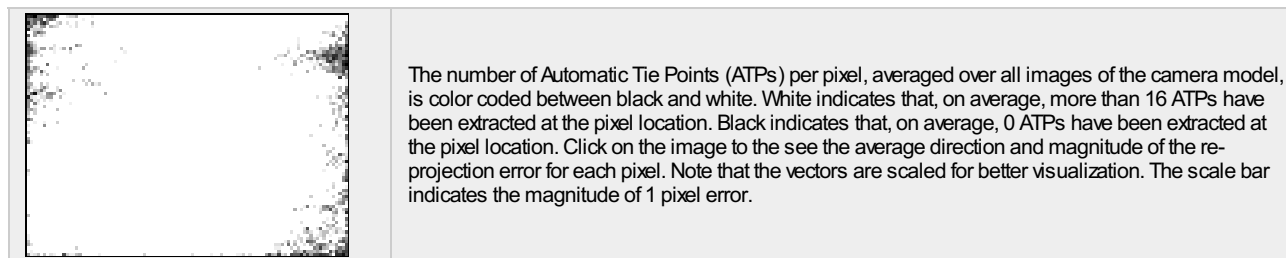 The number of Automatic Tie Points (ATPs) per pixel, averaged over all images of the camera model,
is color coded between black and white. White indicates that, on average, more than 16 ATPs have
been extracted at the pixel location. Black indicates that, on average, 0 ATPs have been extracted at
the pixel location. Click on the image to the see the average direction and magnitude of the re-
projection error for each pixel. Note that the vectors are scaled for better visualization. The scale bar
indicates the magnitude of 1 pixel error.